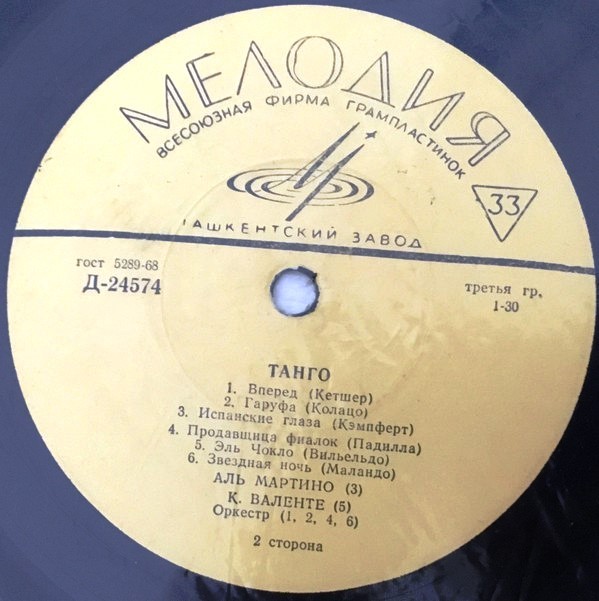 МЕЛОДИЯ
ВСЕСОЮЗНАЯ ФИРМА ГРАМПЛАСТИНОК
33
ТАШКЕНТСКИЙ ЗАВОД
гост 5289-68
Д-24574
третья гр.
1-30
ТАНГО
1. Вперед (Кетшер)
2. Гаруфа (Колацо)
3. Испанские глаза (Кэмпферт)
4. Продавщица фиалок (Падилла)
5. Эль Чокло (Вильельдо)
6. Звездная ночь (Маландо)
АЛЬ МАРТИНО (3)
К. ВАЛЕНТЕ (5)
Оркестр (1, 2, 4, 6)
2 сторона